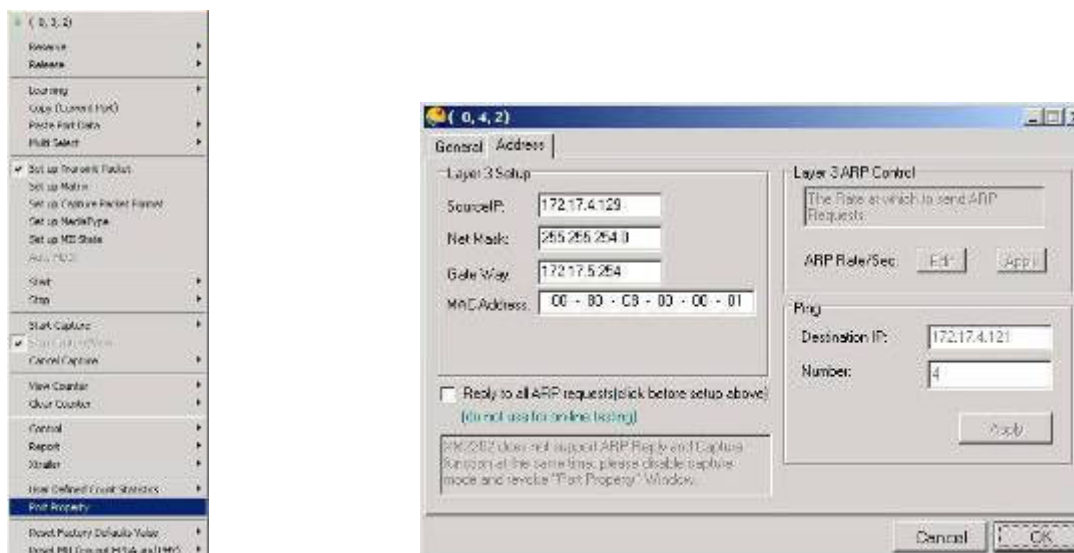 ( 0, 3, 2)
Reserve
Release
Learning
Copy (Current Port)
Paste Port Data
Multi Select
Set up Transmit Packet
Set up Matrix
Set up Capture Packet Format
Set up MediaType
Set up MII State
Auto MDIX
Start
Stop
Start Capture
Stop Capture/View
Cancel Capture
View Counter
Clear Counter
Control
Report
Xtrailer
User Defined Count Statistics
Port Property
Reset Factory Defaults Value
Reset MII
( 0, 4, 2)
General Address
Layer 3 Setup
SourceIP: 172.17.4.129
Net Mask: 255.255.254.0
Gate Way: 172.17.5.254
MAC Address: 00 - 80 - C8 - 00 - 00 - 01
Reply to all ARP requests(click before setup above)
(do not use for on-line testing)
does not support ARP Reply and Capture
function at the same time, please disable capture
mode and revoke "Port Property" Window.
Layer 3 ARP Control
The Rate at which to send ARP
Requests
ARP Rate/Sec: Edit Apply
Ping
Destination IP: 172.17.4.121
Number: 4
Apply
Cancel OK